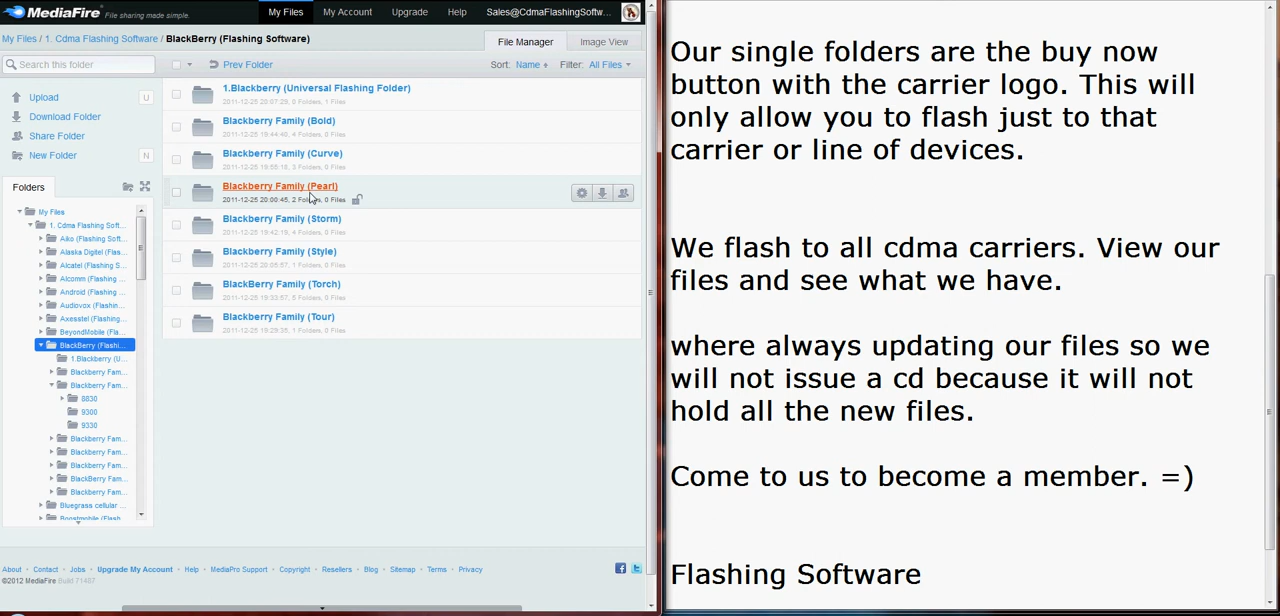 MediaFire File sharing made simple. My Files My Account Upgrade Help Sales@CdmaFlashingSoftw...
My Files / 1. Cdma Flashing Software / BlackBerry (Flashing Software) File Manager Image View
Search this folder Prev Folder Sort: Name Filter: All Files
Upload U
Download Folder
Share Folder
New Folder N
Folders
My Files
1. Cdma Flashing Soft...
Aiko (Flashing Soft...
Alaska Digitel (Flas...
Alcatel (Flashing S...
Alcomm (Flashing ...
Android (Flashing ...
Audiovox (Flashin...
Axesstel (Flashing...
BeyondMobile (Fla...
BlackBerry (Flashi...
1.Blackberry (U...
Blackberry Fam...
Blackberry Fam...
8830
9300
9330
Blackberry Fam...
Blackberry Fam...
Blackberry Fam...
BlackBerry Fam...
Blackberry Fam...
Bluegrass cellular ...
Boostmobile (Flash...
1.Blackberry (Universal Flashing Folder)
2011-12-25 20:07:29, 0 Folders, 1 Files
Blackberry Family (Bold)
2011-12-25 19:44:40, 4 Folders, 0 Files
Blackberry Family (Curve)
2011-12-25 19:55:18, 3 Folders, 0 Files
Blackberry Family (Pearl)
2011-12-25 20:00:45, 2 Folders, 0 Files
Blackberry Family (Storm)
2011-12-25 19:42:19, 4 Folders, 0 Files
Blackberry Family (Style)
2011-12-25 20:05:57, 1 Folders, 0 Files
Blackberry Family (Torch)
2011-12-25 19:33:57, 5 Folders, 0 Files
Blackberry Family (Tour)
2011-12-25 19:29:35, 1 Folders, 0 Files
About · Contact · Jobs · Upgrade My Account · Help · MediaPro Support · Copyright · Resellers · Blog · Sitemap · Terms · Privacy
©2012 MediaFire Build 71457
Our single folders are the buy now
button with the carrier logo. This will
only allow you to flash just to that
carrier or line of devices.
We flash to all cdma carriers. View our
files and see what we have.
where always updating our files so we
will not issue a cd because it will not
hold all the new files.
Come to us to become a member. =)
Flashing Software